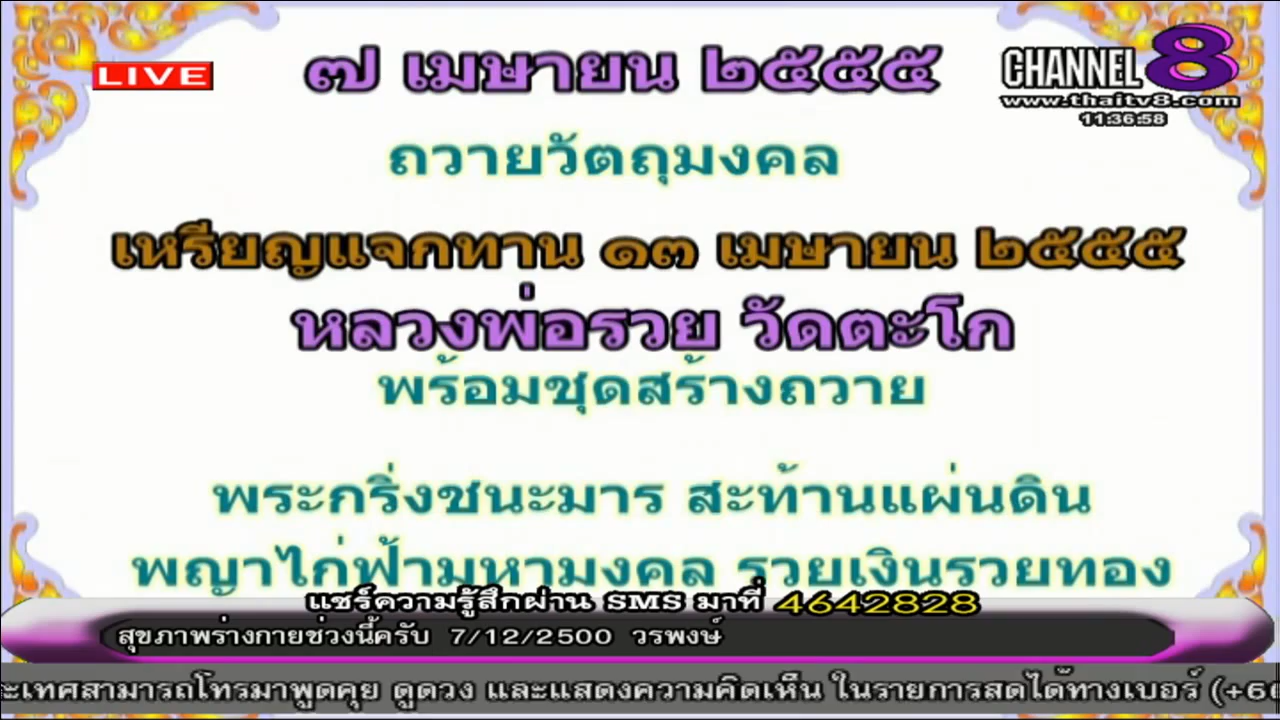 ๗ เมษายน ๒๕๕๕
LIVE
CHANNEL 8
www.thaitv8.com
11:36:58
ถวายวัตถุมงคล
เหรียญแจกทาน ๑๓ เมษายน ๒๕๕๕
หลวงพ่อรวย วัดตะโก
พร้อมชุดสร้างถวาย
พระกริ่งชนะมาร สะท้านแผ่นดิน
พญาไก่ฟ้ามหามงคล รวยเงินรวยทอง
แชร์ความรู้สึกผ่าน SMS มาที่ 4642828
สุขภาพร่างกายช่วงนี้ครับ 7/12/2500 วรพงษ์
ะเทศสามารถโทรมาพูดคุย ดูดวง และแสดงความคิดเห็น ในรายการสดได้ทางเบอร์ (+66